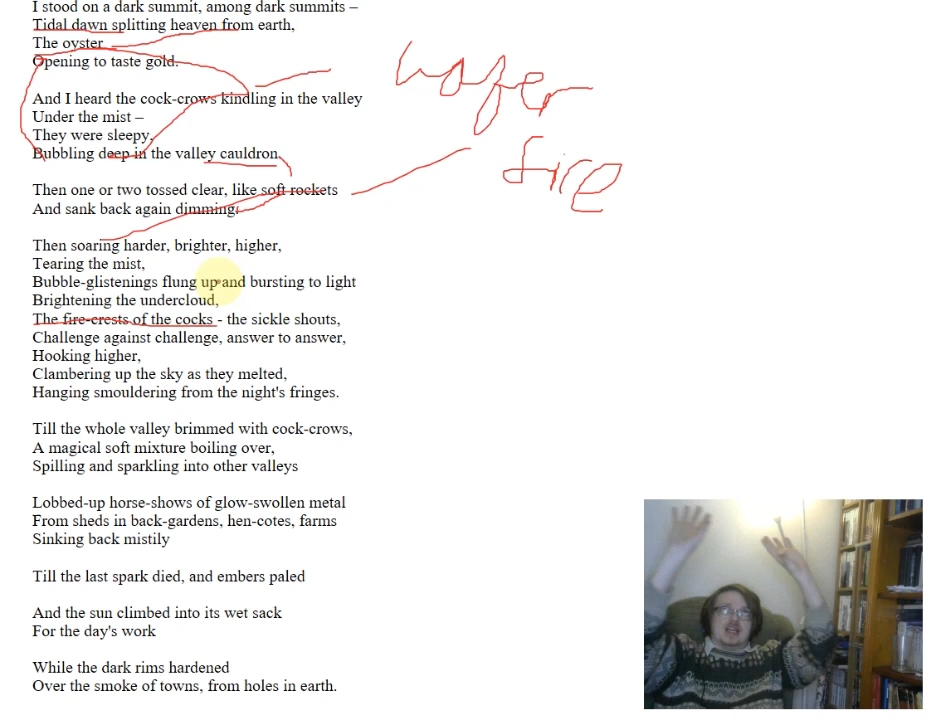 I stood on a dark summit, among dark summits –
Tidal dawn splitting heaven from earth,
The oyster
Opening to taste gold.
And I heard the cock-crows kindling in the valley
Under the mist –
They were sleepy,
Bubbling deep in the valley cauldron.
Then one or two tossed clear, like soft rockets
And sank back again dimming.
Then soaring harder, brighter, higher,
Tearing the mist,
Bubble-glistenings flung up and bursting to light
Brightening the undercloud,
The fire-crests of the cocks - the sickle shouts,
Challenge against challenge, answer to answer,
Hooking higher,
Clambering up the sky as they melted,
Hanging smouldering from the night's fringes.
Till the whole valley brimmed with cock-crows,
A magical soft mixture boiling over,
Spilling and sparkling into other valleys
Lobbed-up horse-shows of glow-swollen metal
From sheds in back-gardens, hen-cotes, farms
Sinking back mistily
Till the last spark died, and embers paled
And the sun climbed into its wet sack
For the day's work
While the dark rims hardened
Over the smoke of towns, from holes in earth.
water
fire